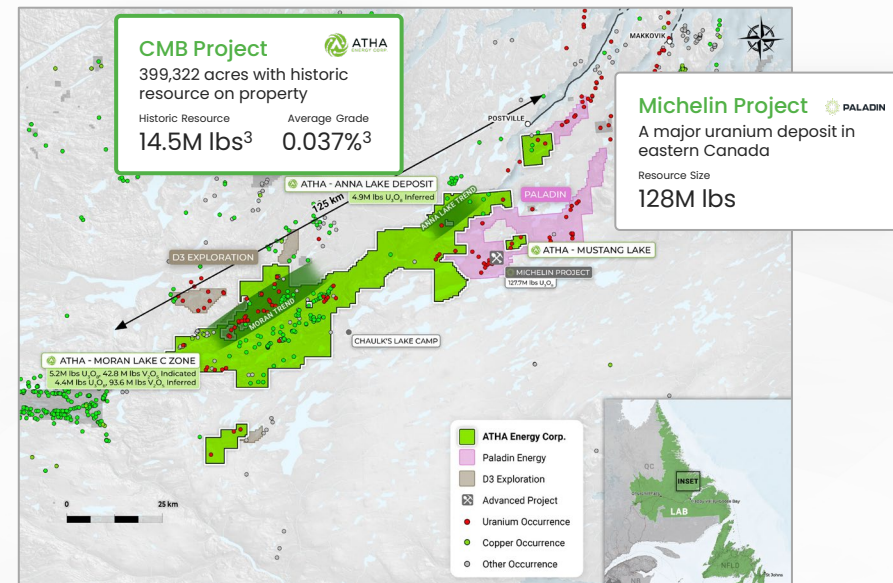 CMB Project
ATHA
ENERGY CORP
399,322 acres with historic
resource on property
Historic Resource
Average Grade
14.5M lbs³
0.037%³
MAKKOVIK
Michelin Project
PALADIN
A major uranium deposit in
eastern Canada
Resource Size
128M lbs
POSTVILLE
ATHA - ANNA LAKE DEPOSIT
4.9M lbs U₃O₈ Inferred
125 km
ANNA LAKE TREND
PALADIN
D3 EXPLORATION
ATHA - MUSTANG LAKE
MICHELIN PROJECT
127.7M lbs U₃O₈
MORAN TREND
CHAULK'S LAKE CAMP
ATHA - MORAN LAKE C ZONE
5.2M lbs U₃O₈, 42.8 M lbs V₂O₅ Indicated
4.4M lbs U₃O₈, 93.6 M lbs V₂O₅ Inferred
0
25 km
ATHA Energy Corp.
Paladin Energy
D3 Exploration
Advanced Project
Uranium Occurrence
Copper Occurrence
Other Occurrence
QC
INSET
LAB
NFLD
St Johns